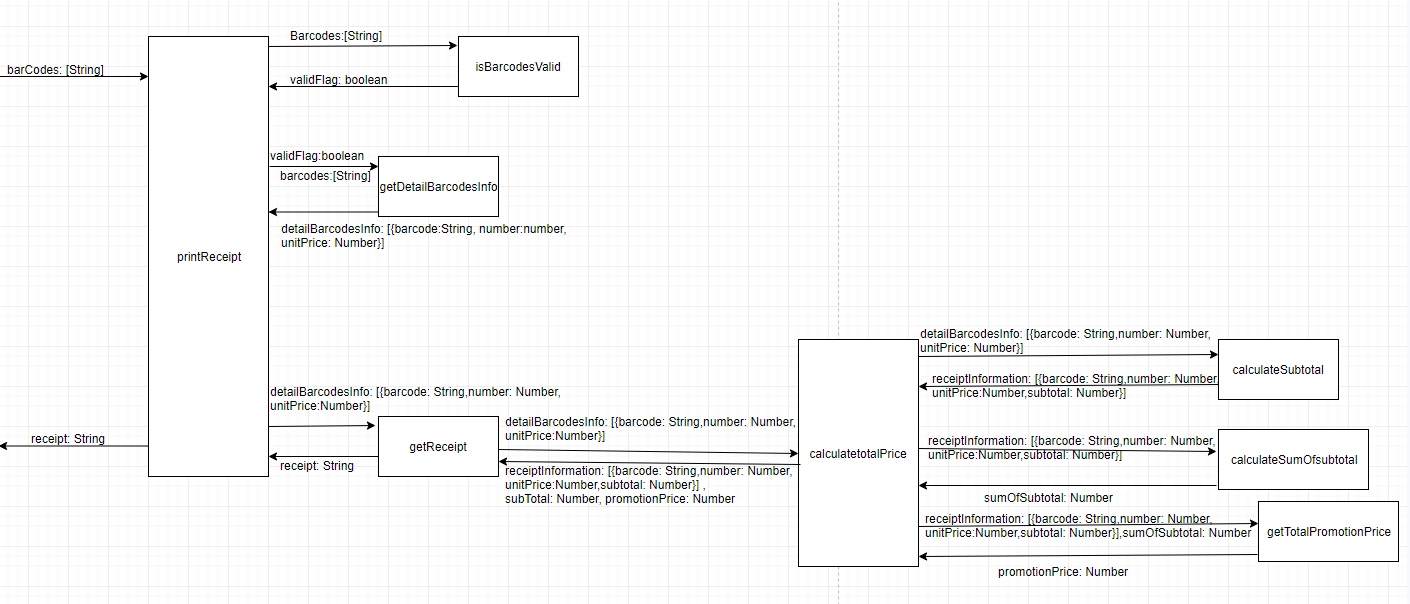 Barcodes:[String]
barCodes: [String]
isBarcodesValid
validFlag: boolean
validFlag:boolean
barcodes:[String]
getDetailBarcodesInfo
detailBarcodesInfo: [{barcode:String, number:number,
unitPrice: Number}]
printReceipt
detailBarcodesInfo: [{barcode: String,number: Number,
unitPrice:Number}]
receipt: String
getReceipt
receipt: String
detailBarcodesInfo: [{barcode: String,number: Number,
unitPrice:Number}]
receiptInformation: [{barcode: String,number: Number,
unitPrice:Number,subtotal: Number}] ,
subTotal: Number, promotionPrice: Number
calculatetotalPrice
detailBarcodesInfo: [{barcode: String,number: Number,
unitPrice: Number}]
calculateSubtotal
receiptInformation: [{barcode: String,number: Number,
unitPrice:Number,subtotal: Number}]
receiptInformation: [{barcode: String,number: Number,
unitPrice:Number,subtotal: Number}]
calculateSumOfsubtotal
sumOfSubtotal: Number
receiptInformation: [{barcode: String,number: Number,
unitPrice:Number,subtotal: Number}],sumOfSubtotal: Number
getTotalPromotionPrice
promotionPrice: Number